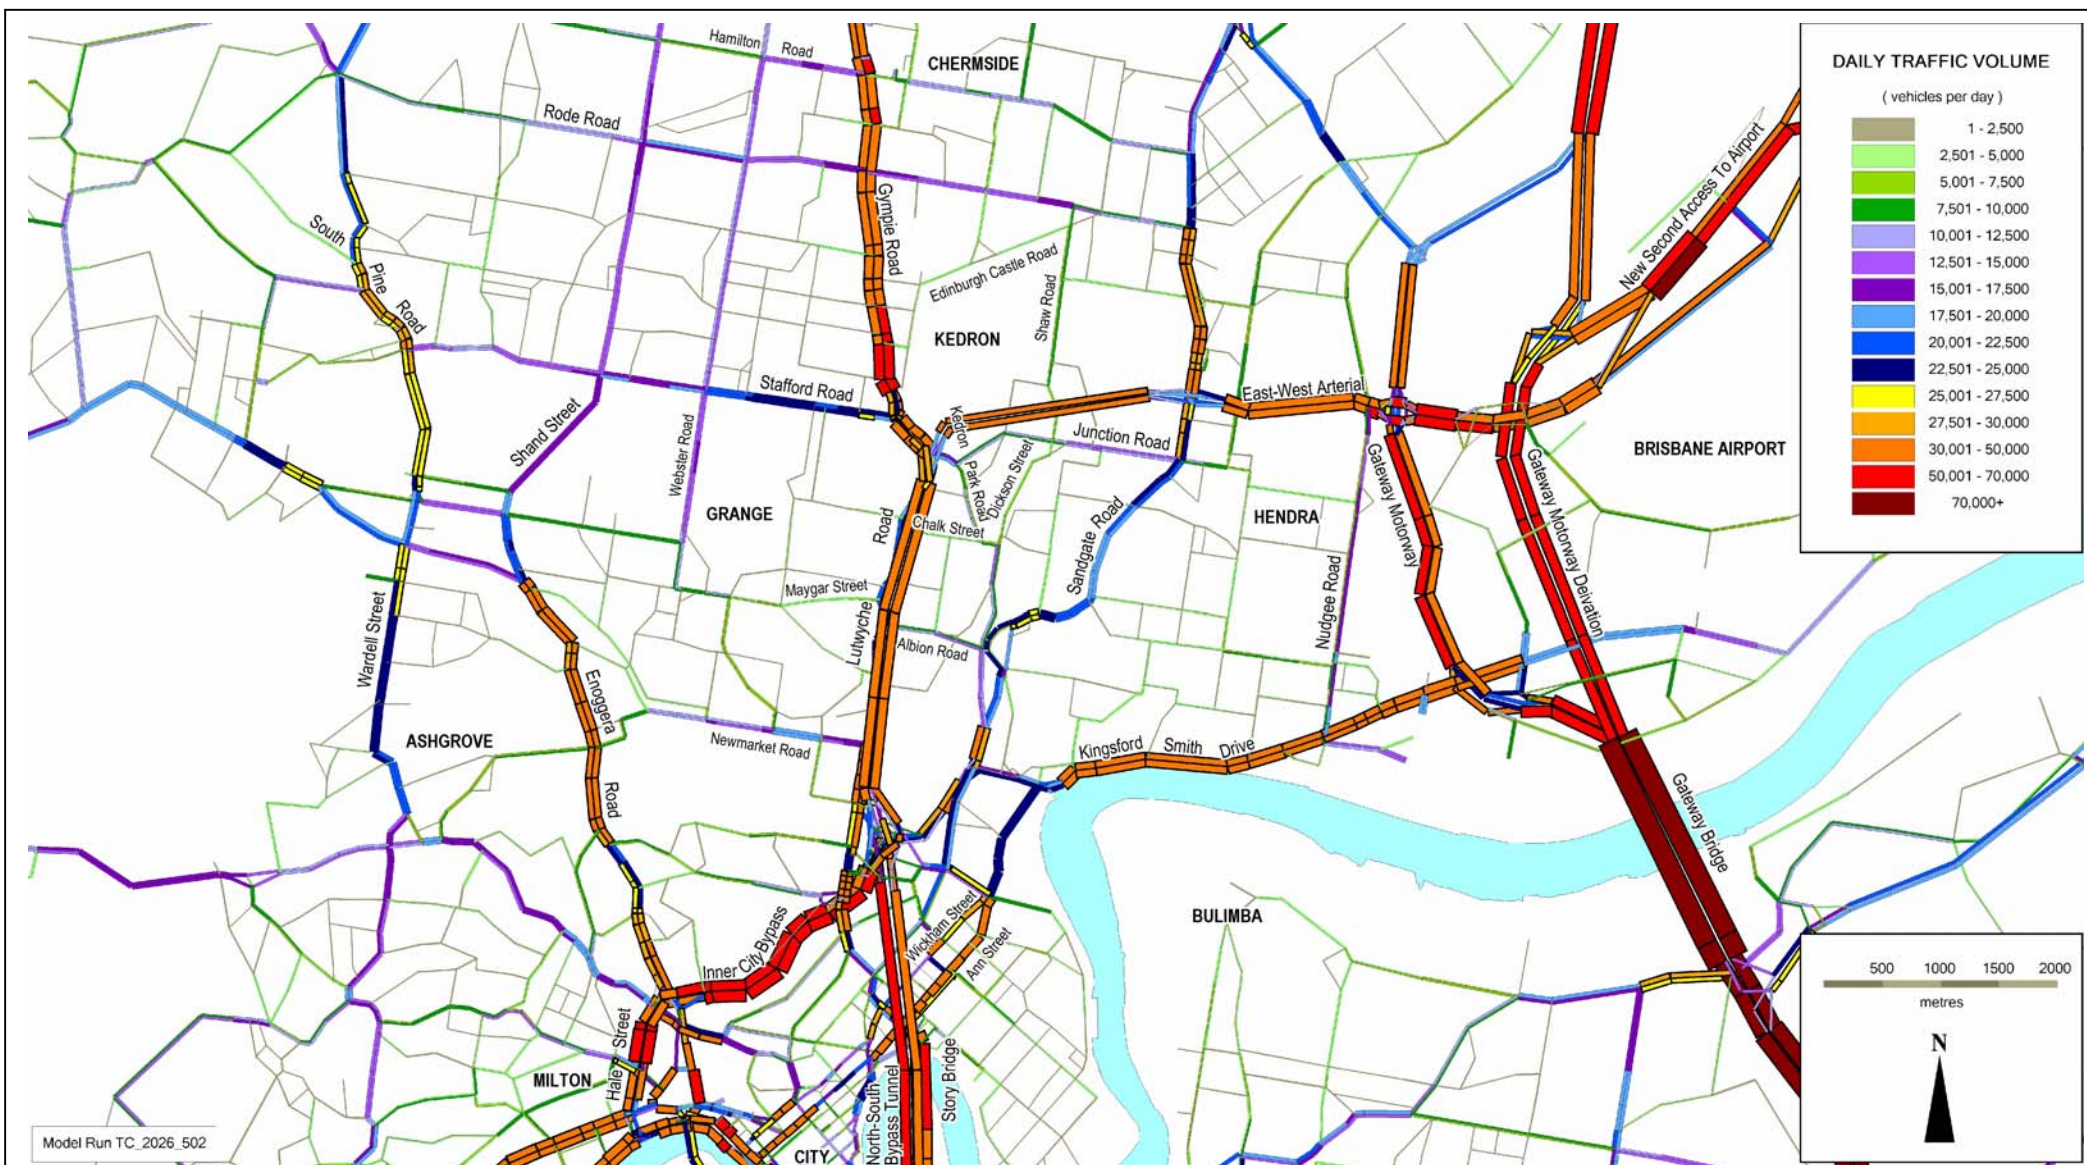 Hamilton Road
CHERMSIDE
Rode Road
South Pine Road
Gympie Road
Edinburgh Castle Road
Shaw Road
KEDRON
New Second Access To Airport
DAILY TRAFFIC VOLUME
( vehicles per day )
1 - 2,500
2,501 - 5,000
5,001 - 7,500
7,501 - 10,000
10,001 - 12,500
12,501 - 15,000
15,001 - 17,500
17,501 - 20,000
20,001 - 22,500
22,501 - 25,000
25,001 - 27,500
27,501 - 30,000
30,001 - 50,000
50,001 - 70,000
70,000+
Stafford Road
East-West Arterial
Kedron
Park Road
Junction Road
Shand Street
Webster Road
Dickson Street
Gateway Motorway
Gateway Motorway Deivation
BRISBANE AIRPORT
GRANGE
HENDRA
Chalk Street
Sandgate Road
Nudgee Road
Maygar Street
Lutwyche Road
Albion Road
Wardell Street
Enoggera Road
ASHGROVE
Newmarket Road
Kingsford Smith Drive
Gateway Bridge
BULIMBA
Wickham Street
Ann Street
Inner City Bypass
Hale Street
MILTON
North-South
Bypass Tunnel
Story Bridge
CITY
500 1000 1500 2000
metres
N
Model Run TC_2026_502